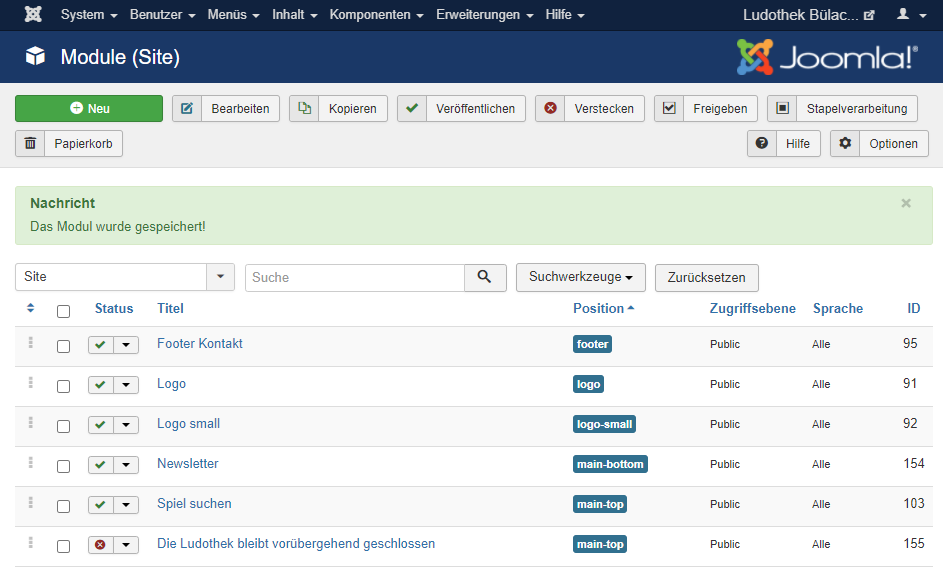 System Benutzer Menüs Inhalt Komponenten Erweiterungen Hilfe Ludothek Bülac...
Module (Site) Joomla!®
Neu Bearbeiten Kopieren Veröffentlichen Verstecken Freigeben Stapelverarbeitung
Papierkorb Hilfe Optionen
Nachricht
Das Modul wurde gespeichert!
Site Suche Suchwerkzeuge Zurücksetzen
Status Titel Position Zugriffsebene Sprache ID
Footer Kontakt footer Public Alle 95
Logo logo Public Alle 91
Logo small logo-small Public Alle 92
Newsletter main-bottom Public Alle 154
Spiel suchen main-top Public Alle 103
Die Ludothek bleibt vorübergehend geschlossen main-top Public Alle 155